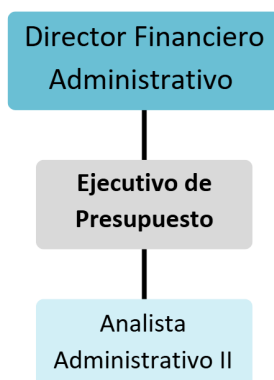 Director Financiero
Administrativo
Ejecutivo de
Presupuesto
Analista
Administrativo II